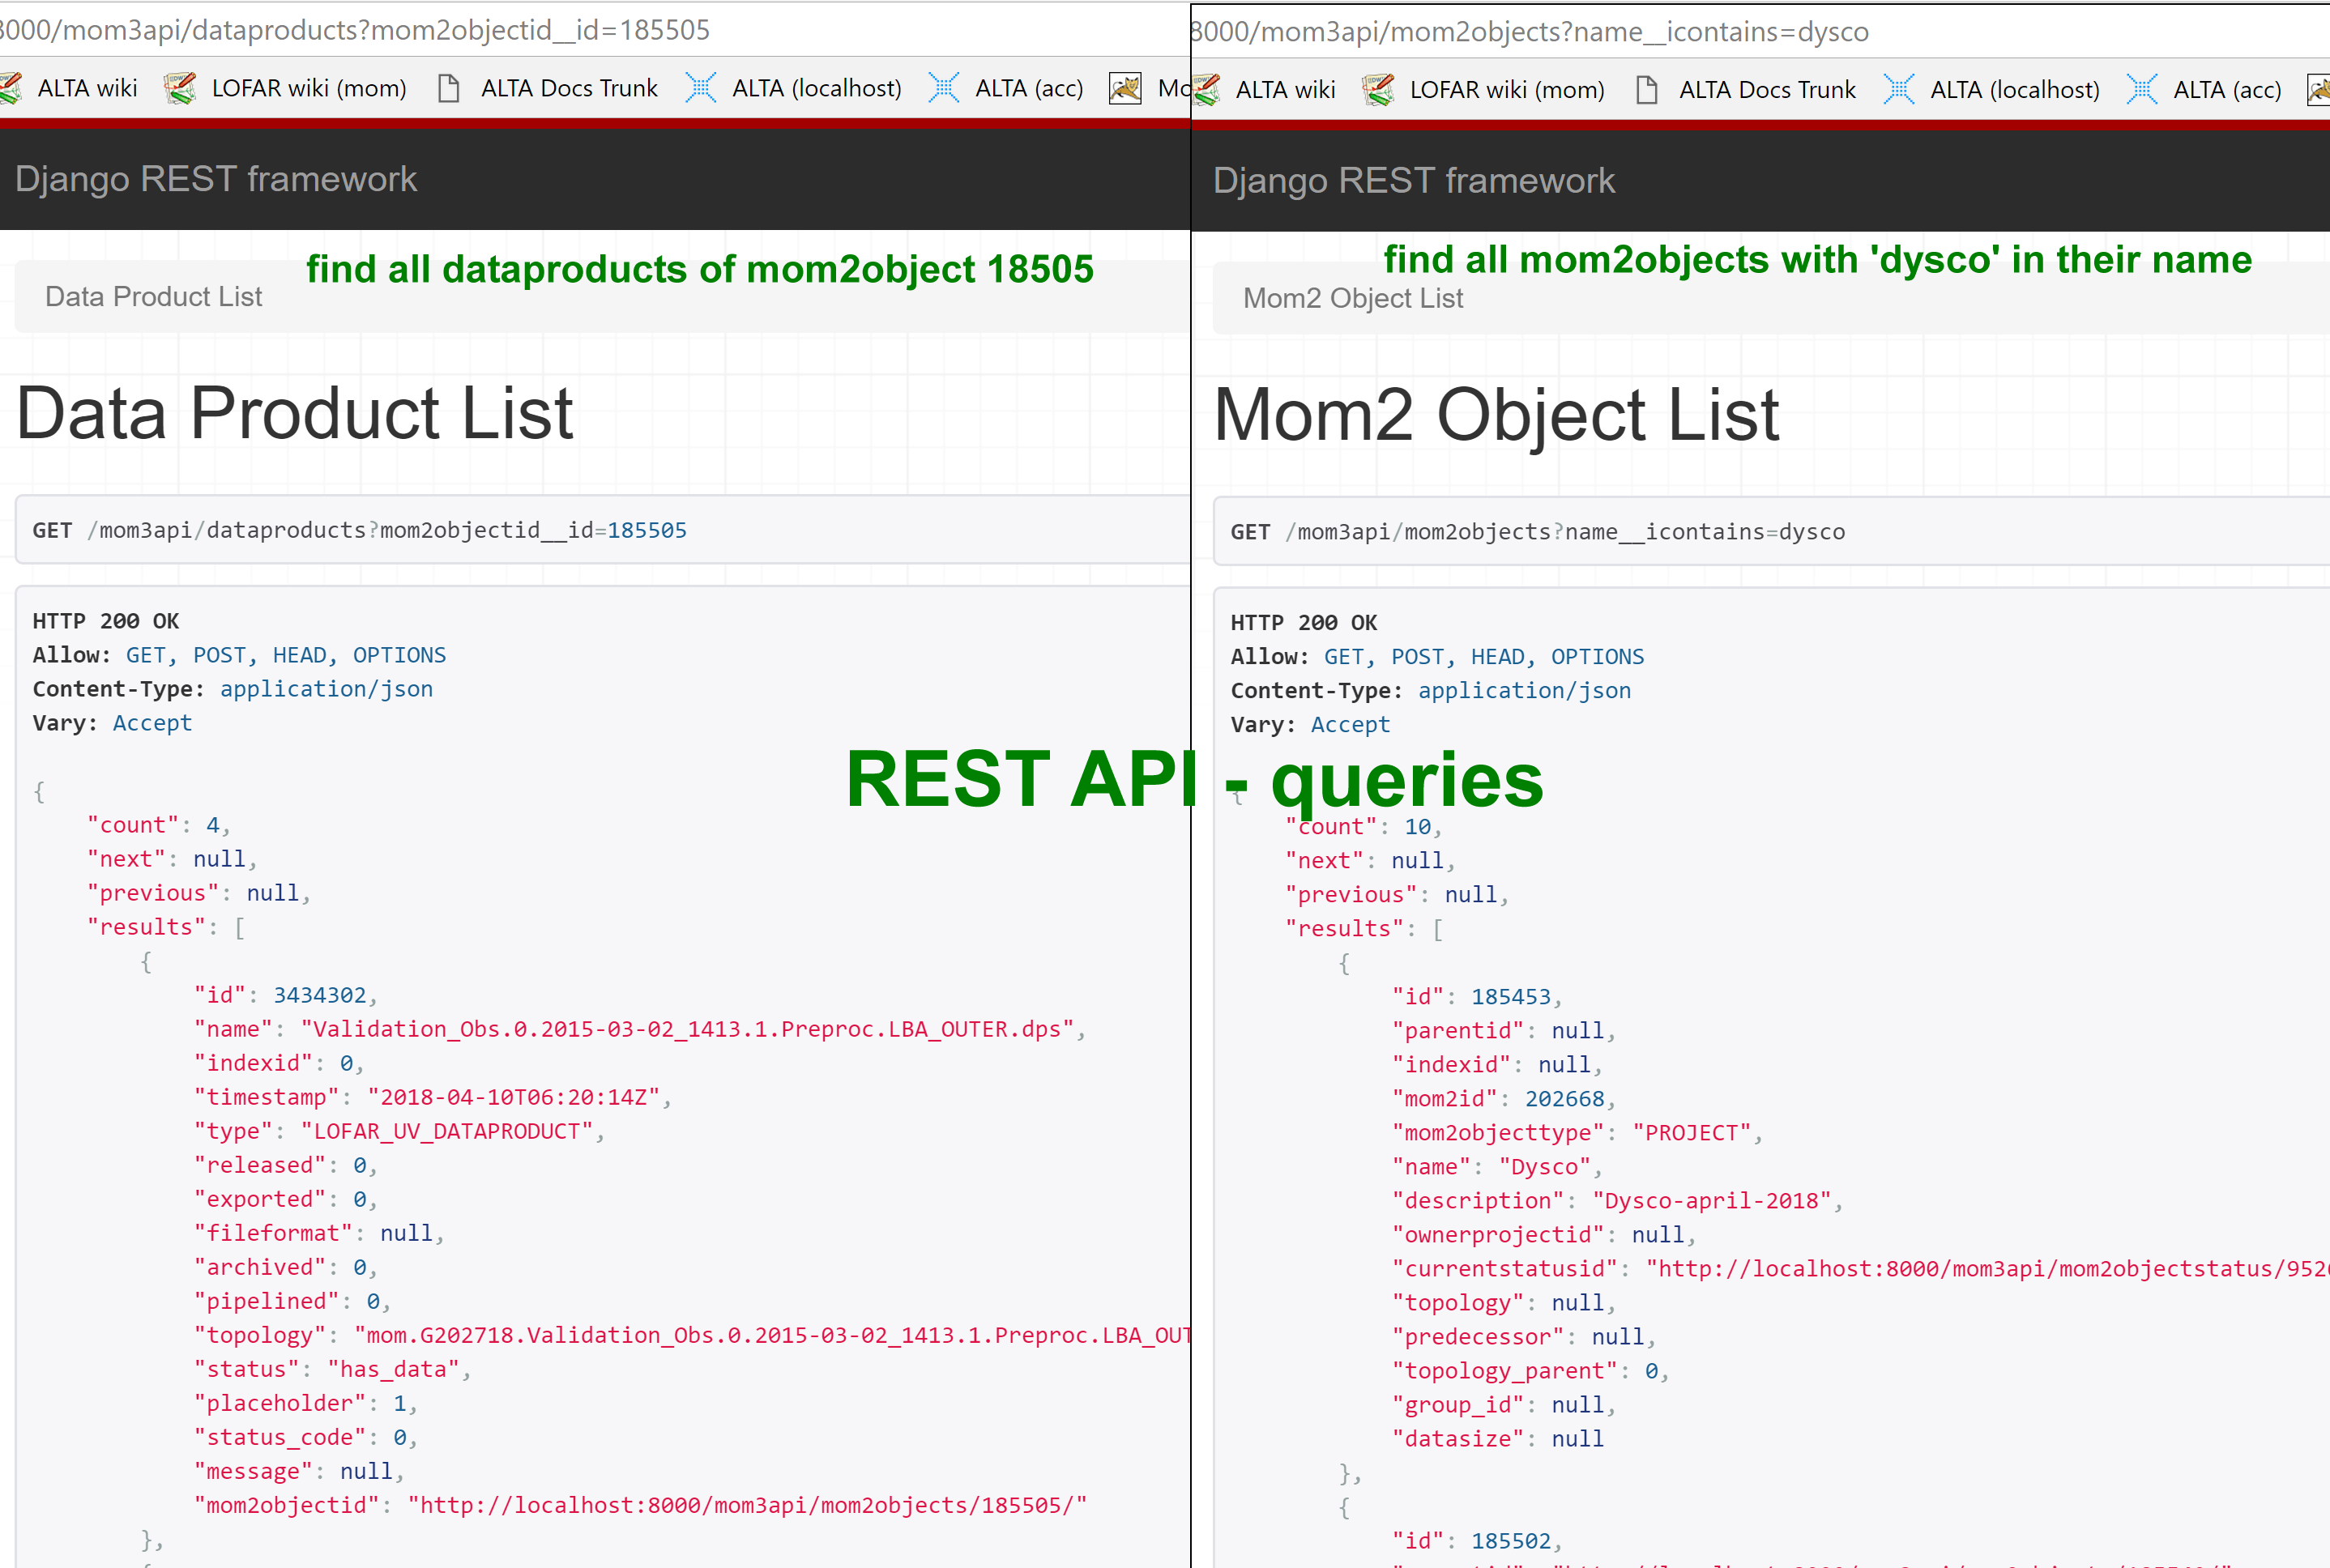 8000/mom3api/dataproducts?mom2objectid__id=185505
ALTA wiki LOFAR wiki (mom) ALTA Docs Trunk ALTA (localhost) ALTA (acc)
Django REST framework
find all dataproducts of mom2object 18505
Data Product List
Data Product List
GET /mom3api/dataproducts?mom2objectid__id=185505
HTTP 200 OK
Allow: GET, POST, HEAD, OPTIONS
Content-Type: application/json
Vary: Accept
REST API - queries
{
"count": 4,
"next": null,
"previous": null,
"results": [
{
"id": 3434302,
"name": "Validation_Obs.0.2015-03-02_1413.1.Preproc.LBA_OUTER.dps",
"indexid": 0,
"timestamp": "2018-04-10T06:20:14Z",
"type": "LOFAR_UV_DATAPRODUCT",
"released": 0,
"exported": 0,
"fileformat": null,
"archived": 0,
"pipelined": 0,
"topology": "mom.G202718.Validation_Obs.0.2015-03-02_1413.1.Preproc.LBA_OUT
"status": "has_data",
"placeholder": 1,
"status_code": 0,
"message": null,
"mom2objectid": "http://localhost:8000/mom3api/mom2objects/185505/"
},
8000/mom3api/mom2objects?name__icontains=dysco
ALTA wiki LOFAR wiki (mom) ALTA Docs Trunk ALTA (localhost) ALTA (acc)
Django REST framework
find all mom2objects with 'dysco' in their name
Mom2 Object List
Mom2 Object List
GET /mom3api/mom2objects?name__icontains=dysco
HTTP 200 OK
Allow: GET, POST, HEAD, OPTIONS
Content-Type: application/json
Vary: Accept
{
"count": 10,
"next": null,
"previous": null,
"results": [
{
"id": 185453,
"parentid": null,
"indexid": null,
"mom2id": 202668,
"mom2objecttype": "PROJECT",
"name": "Dysco",
"description": "Dysco-april-2018",
"ownerprojectid": null,
"currentstatusid": "http://localhost:8000/mom3api/mom2objectstatus/952
"topology": null,
"predecessor": null,
"topology_parent": 0,
"group_id": null,
"datasize": null
},
{
"id": 185502,